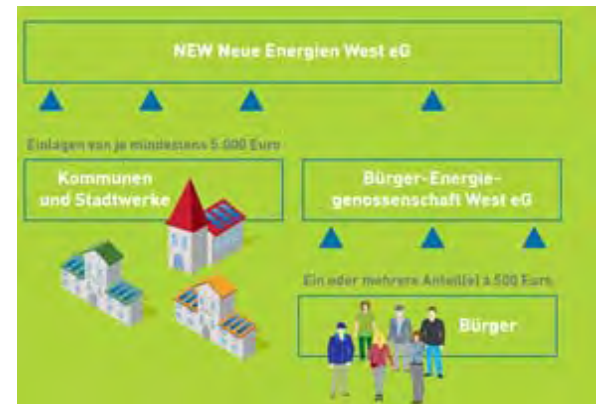 NEW Neue Energien West eG
Einlagen von je mindestens 5.000 Euro
Kommunen
und Stadtwerke
Bürger-Energie-
genossenschaft West eG
Ein oder mehrere Anteil(e) à 500 Euro
Bürger